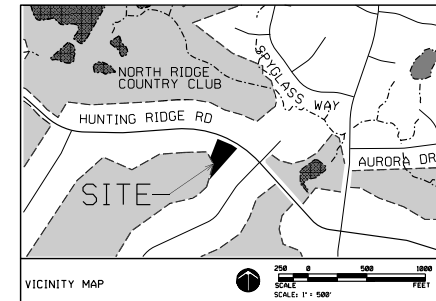 NORTH RIDGE
COUNTRY CLUB
SPYGLASS WAY
HUNTING RIDGE RD
AURORA DR
SITE
VICINITY MAP
250 0 500 1000
SCALE FEET
SCALE: 1" = 500'